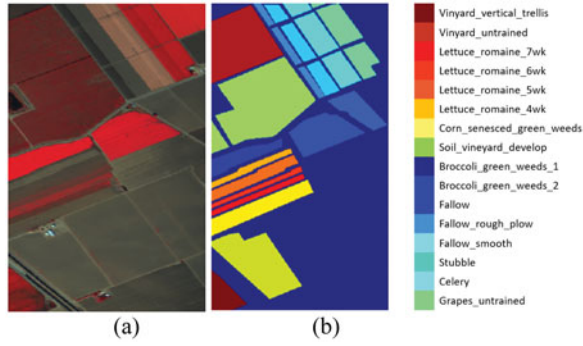 Vinyard_vertical_trellis
Vinyard_untrained
Lettuce_romaine_7wk
Lettuce_romaine_6wk
Lettuce_romaine_5wk
Lettuce_romaine_4wk
Corn_senesced_green_weeds
Soil_vineyard_develop
Broccoli_green_weeds_1
Broccoli_green_weeds_2
Fallow
Fallow_rough_plow
Fallow_smooth
Stubble
Celery
Grapes_untrained
(a) (b)